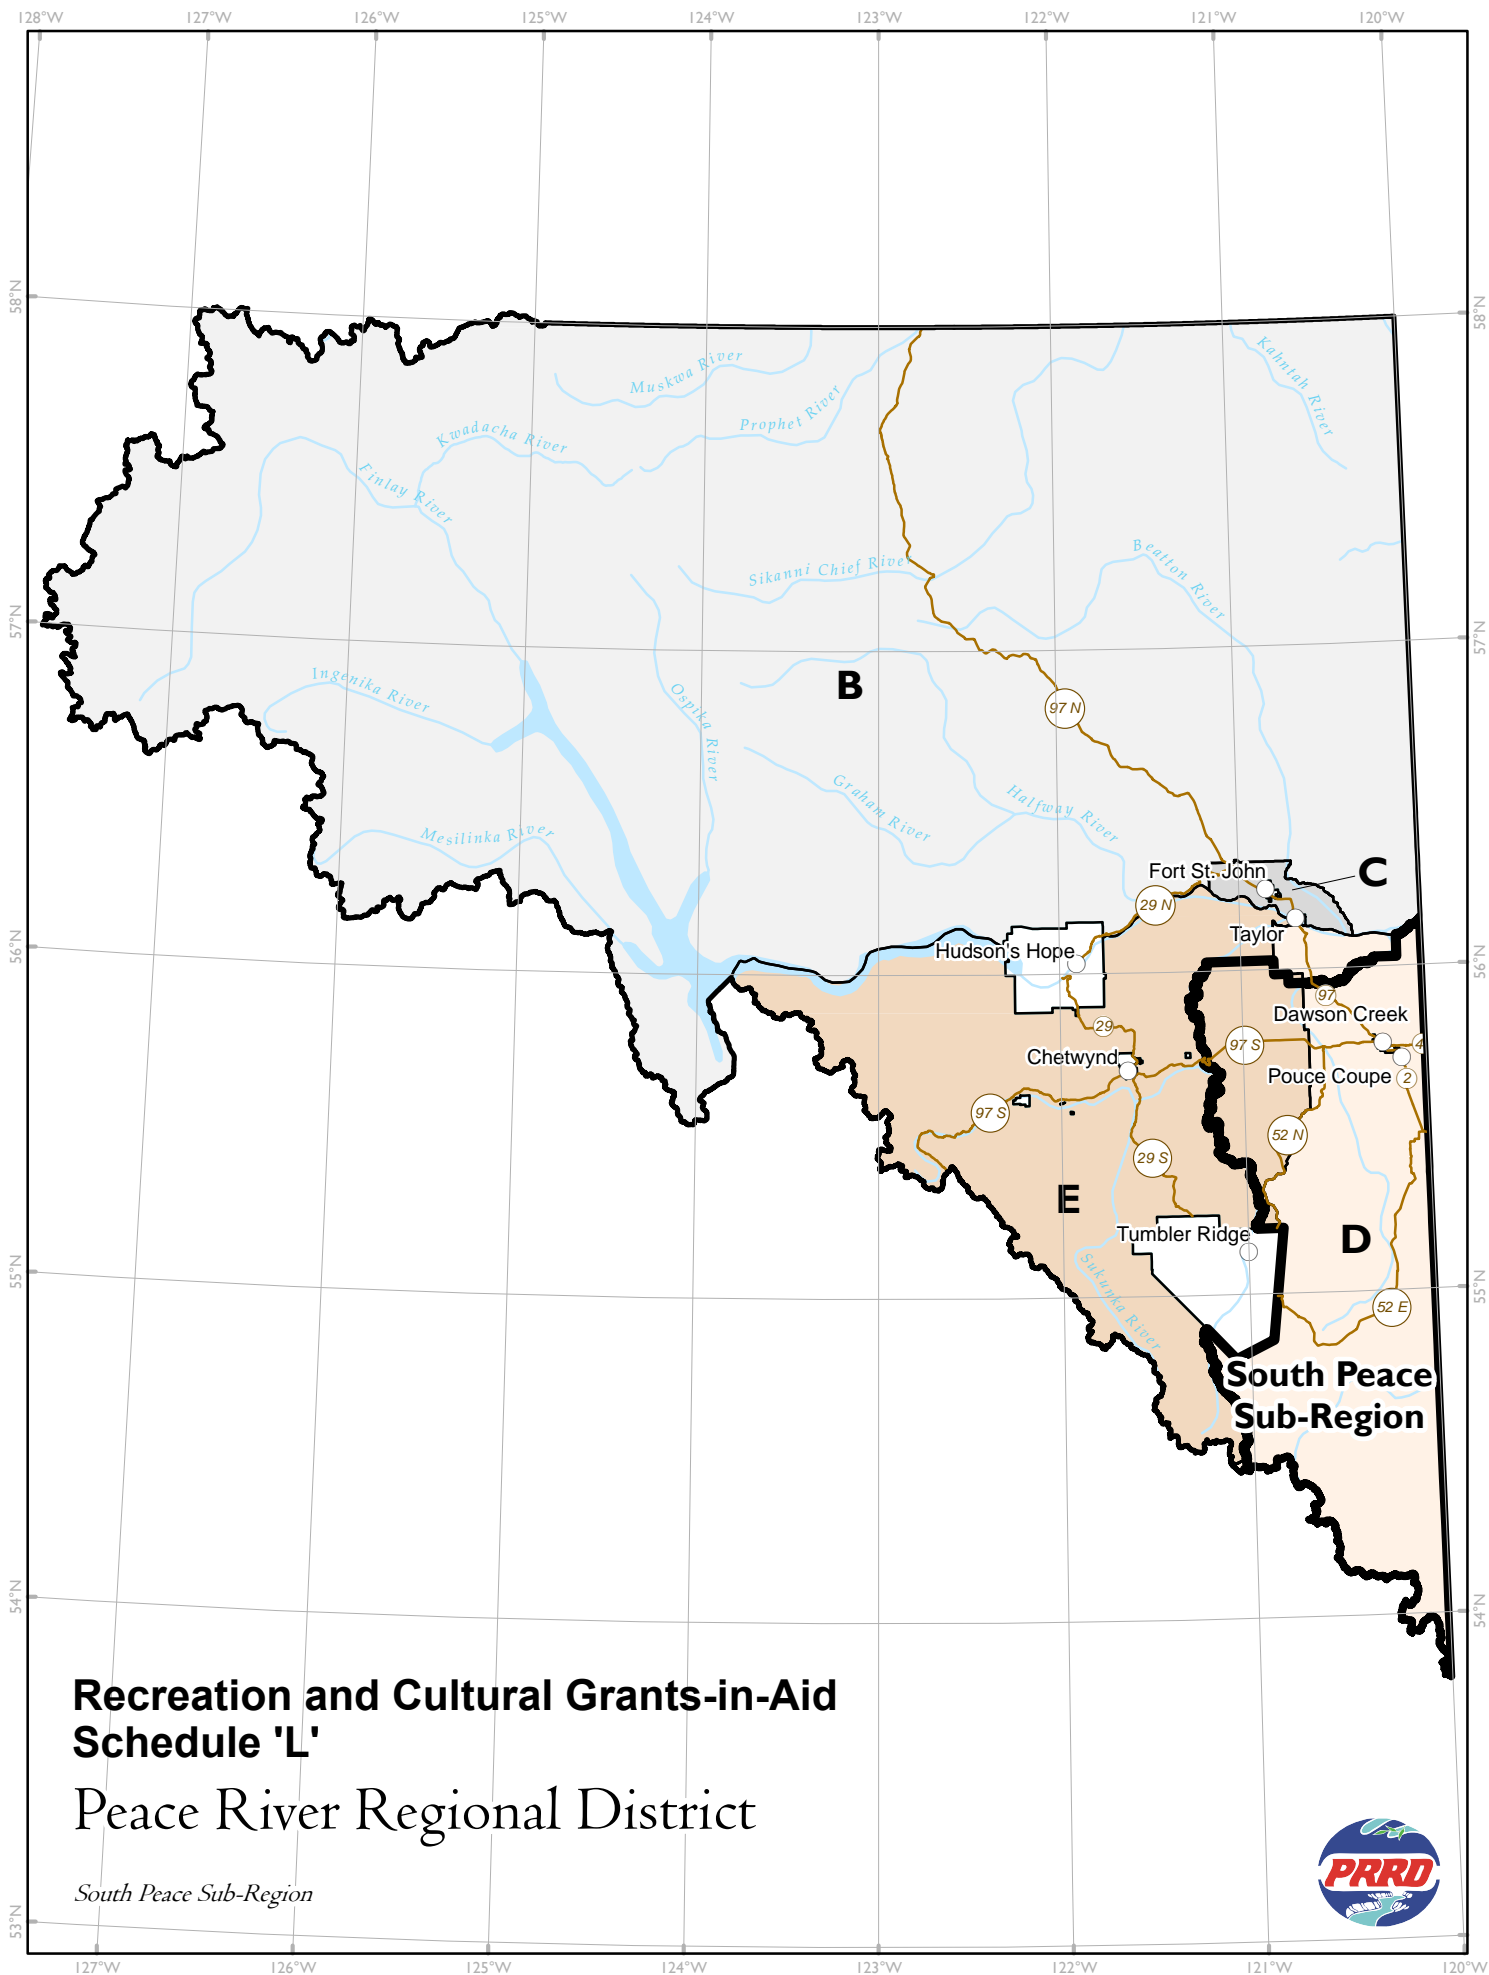 128°W 127°W 126°W 125°W 124°W 123°W 122°W 121°W 120°W
58°N
58°N
Kahntah River
Muskwa River
Prophet River
Kwadacha River
Finlay River
Beatton River
Sikanni Chief River
57°N
57°N
Ingenika River
Ospika River
B
97 N
Graham River
Halfway River
Mesilinka River
Fort St. John
C
29 N
Taylor
56°N
Hudson's Hope
56°N
97
Dawson Creek
29
97 S
4
Chetwynd
Pouce Coupe
2
97 S
52 N
29 S
E
Tumbler Ridge
D
55°N
Sukunka River
55°N
52 E
South Peace
Sub-Region
54°N
54°N
Recreation and Cultural Grants-in-Aid
Schedule 'L'
Peace River Regional District
PRRD
South Peace Sub-Region
53°N
127°W 126°W 125°W 124°W 123°W 122°W 121°W 120°W